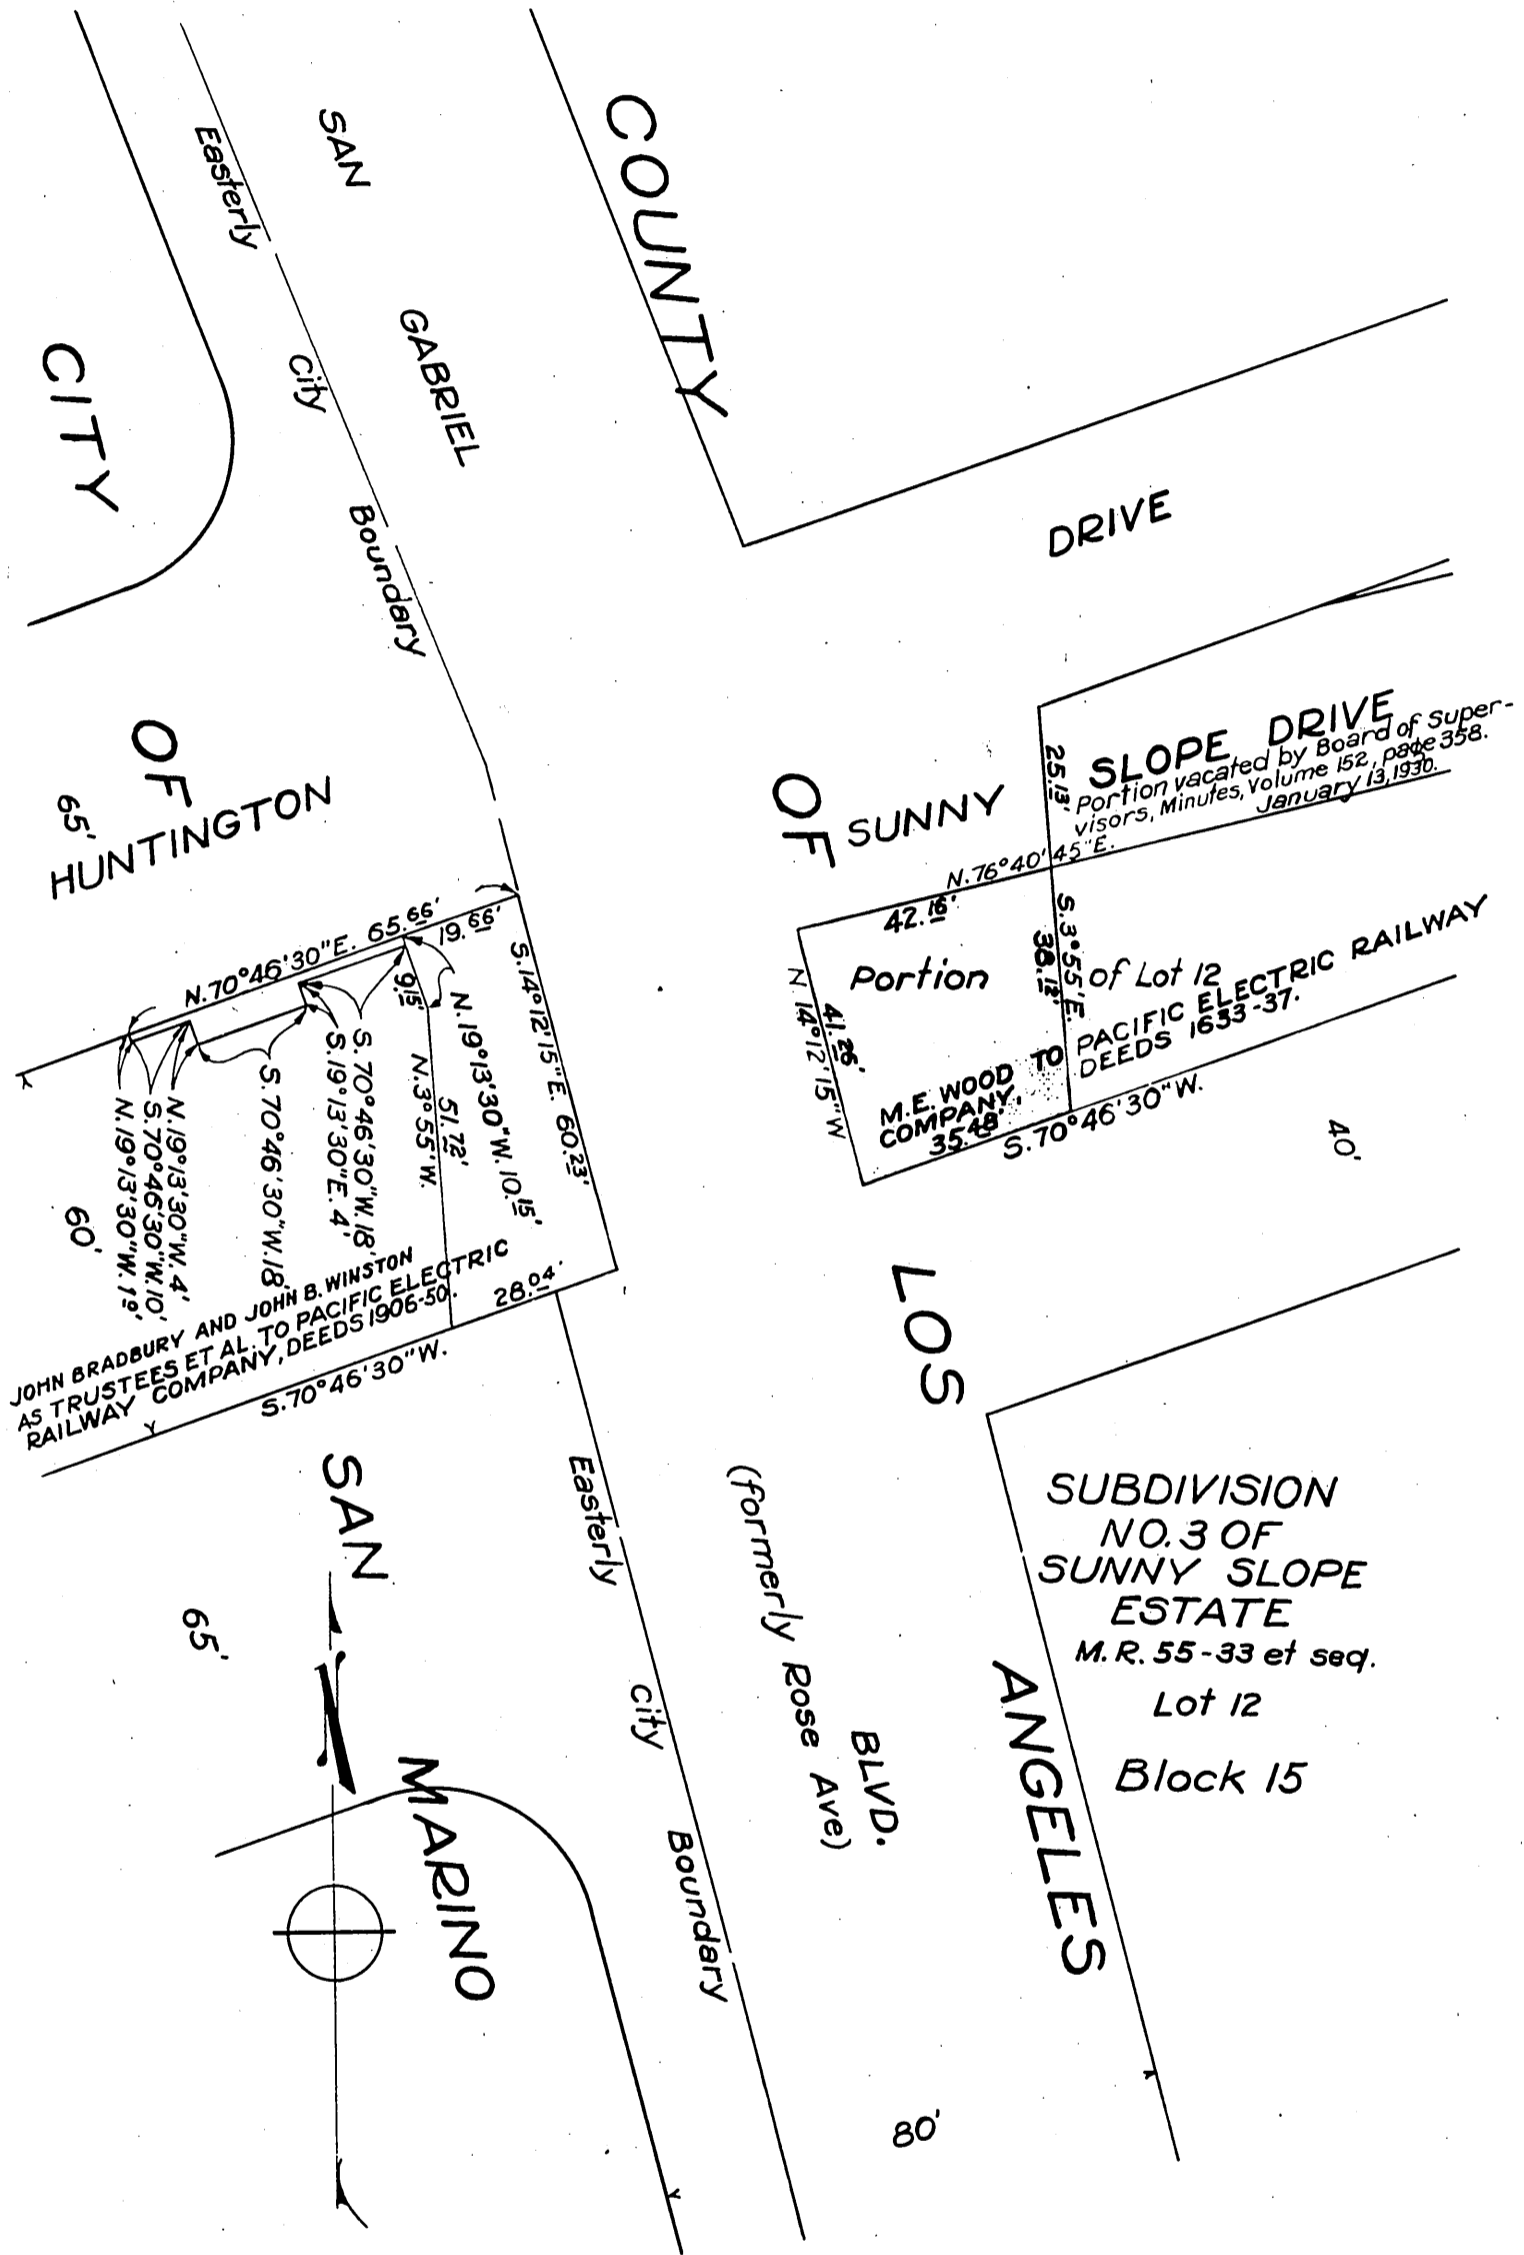 COUNTY
OF
LOS
ANGELES
CITY
OF
SAN
MARINO
SAN
GABRIEL
BLVD.
(formerly Rose Ave)
80'
Easterly
City
Boundary
65'
HUNTINGTON
DRIVE
SUNNY
SLOPE DRIVE
Portion vacated by Board of Super-
visors, Minutes, Volume 152, page 358.
January 13, 1930.
25.13'
N.76°40'45"E.
42.16'
S.3°55'E.
38.12'
Portion
of Lot 12
N 14°12'15"W
41.26'
M.E. WOOD TO PACIFIC ELECTRIC RAILWAY
COMPANY, DEEDS 1633-37.
35.48'
S.70°46'30"W.
40'
N.70°46'30"E. 65.66'
19.66'
S.14°12'15"E. 60.23'
N.19°13'30"W. 10.15'
9.15'
51.72'
N.3°55'W.
S.70°46'30"W.18'
S.19°13'30"E.4'
S.70°46'30"W.18'
N.19°13'30"W.4'
S.70°46'30"W.10'
N.19°13'30"W.1.0'
60'
28.04'
JOHN BRADBURY AND JOHN B. WINSTON
AS TRUSTEES ET AL. TO PACIFIC ELECTRIC
RAILWAY COMPANY, DEEDS 1906-50.
S.70°46'30"W.
65'
Easterly
City
Boundary
SUBDIVISION
NO.3 OF
SUNNY SLOPE
ESTATE
M.R. 55-33 et seq.
Lot 12
Block 15